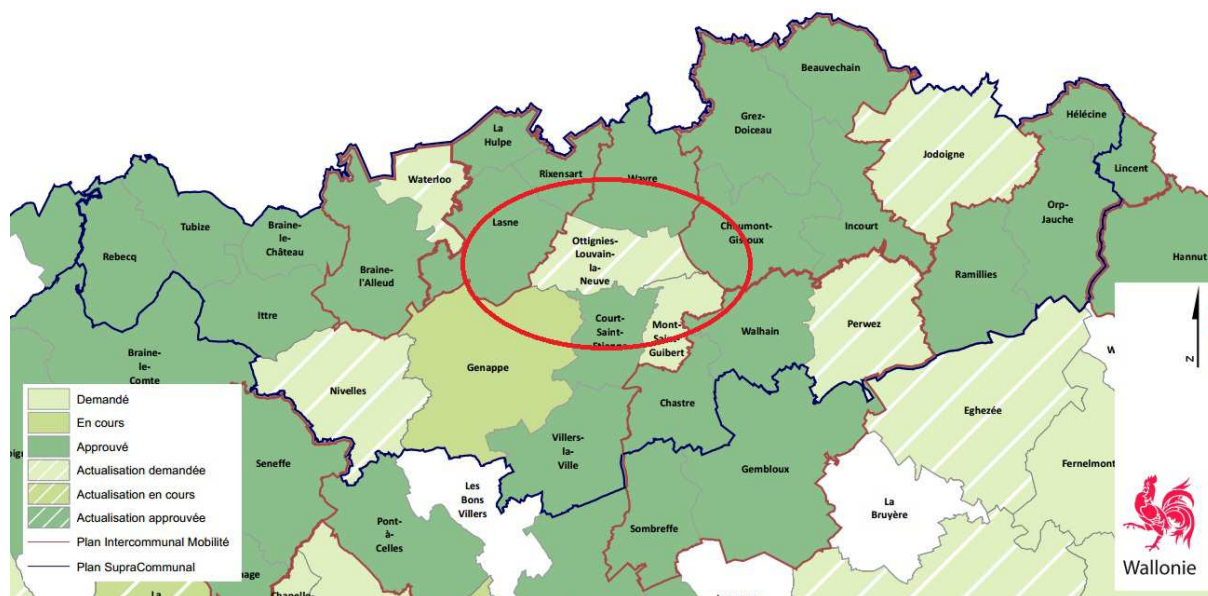 Beauvechain
Hélécine
La
Hulpe
Grez-
Doiceau
Jodoigne
Lincent
Waterloo
Rixensart
Wavre
Orp-
Jauche
Tubize
Braine-
le-
Château
Lasne
Chaumont-
Gistoux
Incourt
Rebecq
Ottignies-
Louvain-
la-
Neuve
Hannut
Braine-
l'Alleud
Ramillies
Ittre
Court-
Saint-
Etienne
Mont-
Saint-
Guibert
Walhain
Perwez
Braine-
le-
Comte
Genappe
Nivelles
Chastre
Eghezée
Villers-
la-
Ville
Seneffe
Gembloux
Fernelmont
Les
Bons
Villers
La
Bruyère
Pont-
à-
Celles
Sombreffe
Demandé
En cours
Approuvé
Actualisation demandée
Actualisation en cours
Actualisation approuvée
Plan Intercommunal Mobilité
Plan SupraCommunal
La
N
Wallonie